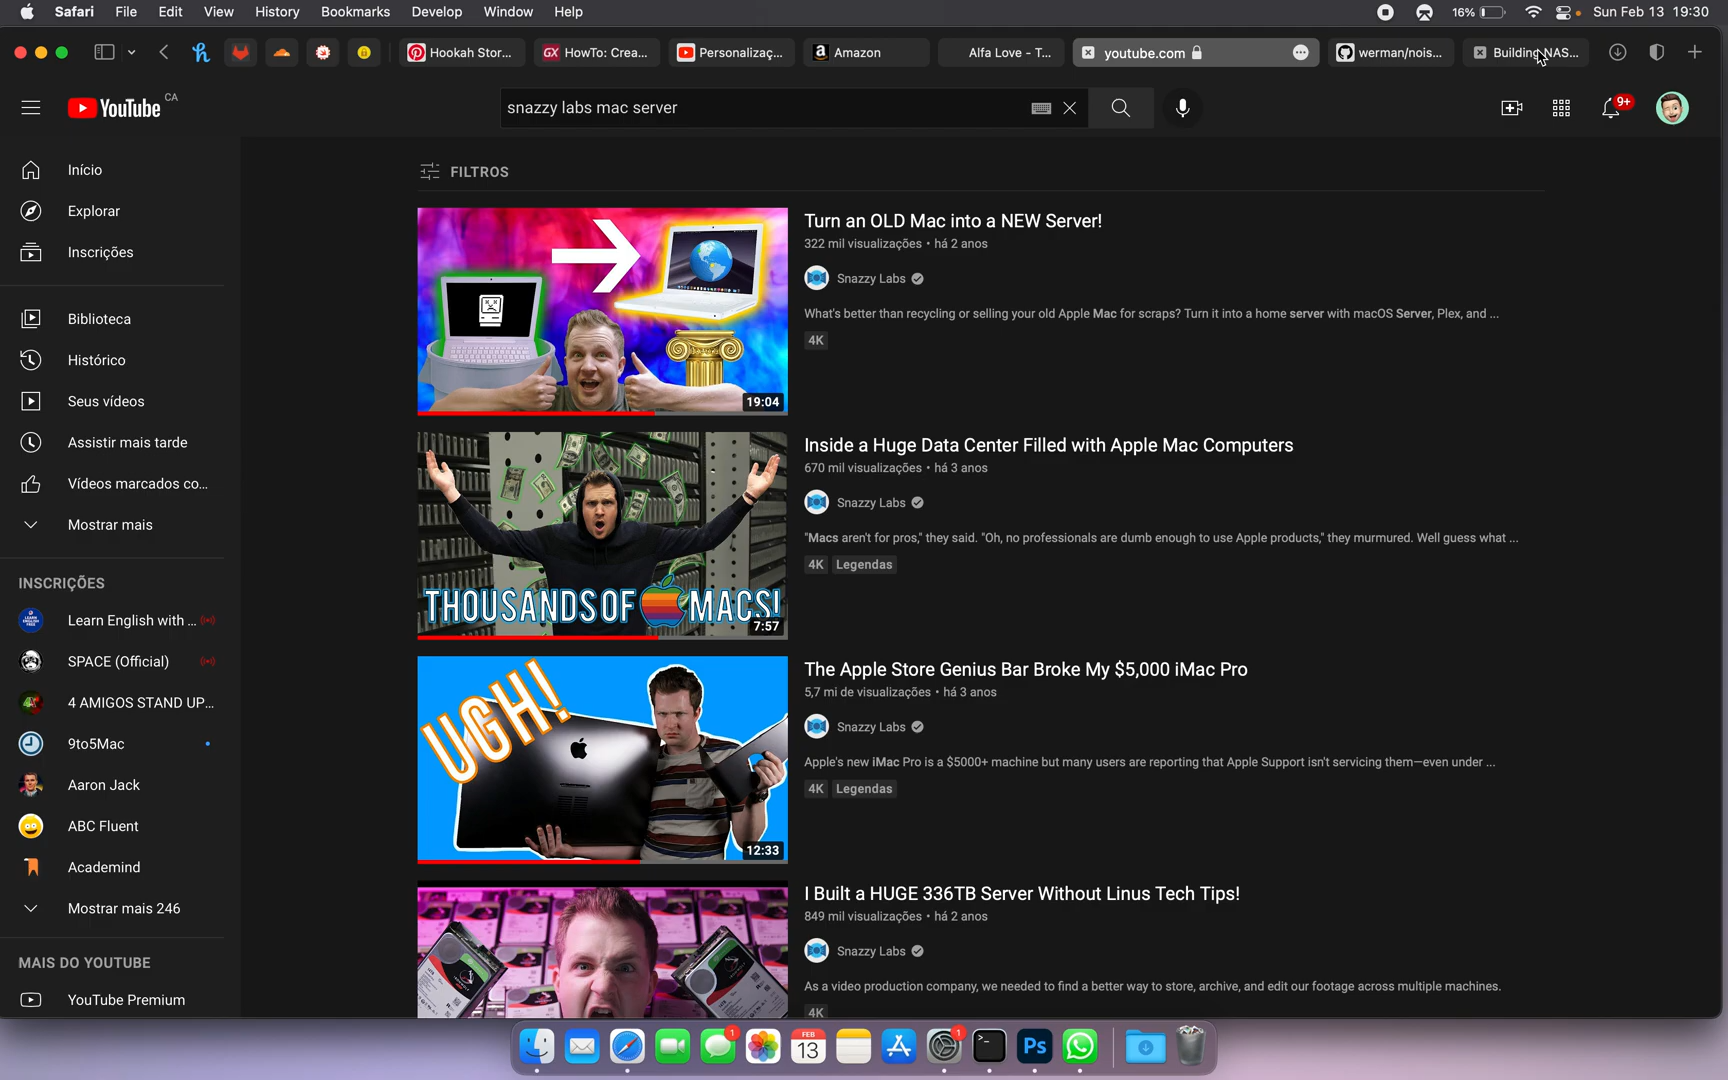 Safari File Edit View History Bookmarks Develop Window Help 16% Sun Feb 13 19:30
Hookah Stor... GX HowTo: Crea... Personalizaç... a Amazon Alfa Love - T... youtube.com werman/nois... Building NAS...
YouTube CA
snazzy labs mac server
9+
Início
Explorar
Inscrições
Biblioteca
Histórico
Seus vídeos
Assistir mais tarde
Vídeos marcados co...
Mostrar mais
INSCRIÇÕES
Learn English with ...
SPACE (Official)
4 AMIGOS STAND UP...
9to5Mac
Aaron Jack
ABC Fluent
Academind
Mostrar mais 246
MAIS DO YOUTUBE
YouTube Premium
FILTROS
19:04
Turn an OLD Mac into a NEW Server!
322 mil visualizações • há 2 anos
Snazzy Labs
What's better than recycling or selling your old Apple Mac for scraps? Turn it into a home server with macOS Server, Plex, and ...
4K
THOUSANDS OF MACS!
7:57
Inside a Huge Data Center Filled with Apple Mac Computers
670 mil visualizações • há 3 anos
Snazzy Labs
"Macs aren't for pros," they said. "Oh, no professionals are dumb enough to use Apple products," they murmured. Well guess what ...
4K Legendas
UGH!
12:33
The Apple Store Genius Bar Broke My $5,000 iMac Pro
5,7 mi de visualizações • há 3 anos
Snazzy Labs
Apple's new iMac Pro is a $5000+ machine but many users are reporting that Apple Support isn't servicing them—even under ...
4K Legendas
I Built a HUGE 336TB Server Without Linus Tech Tips!
849 mil visualizações • há 2 anos
Snazzy Labs
As a video production company, we needed to find a better way to store, archive, and edit our footage across multiple machines.
4K
1 FEB 13 1 Ps